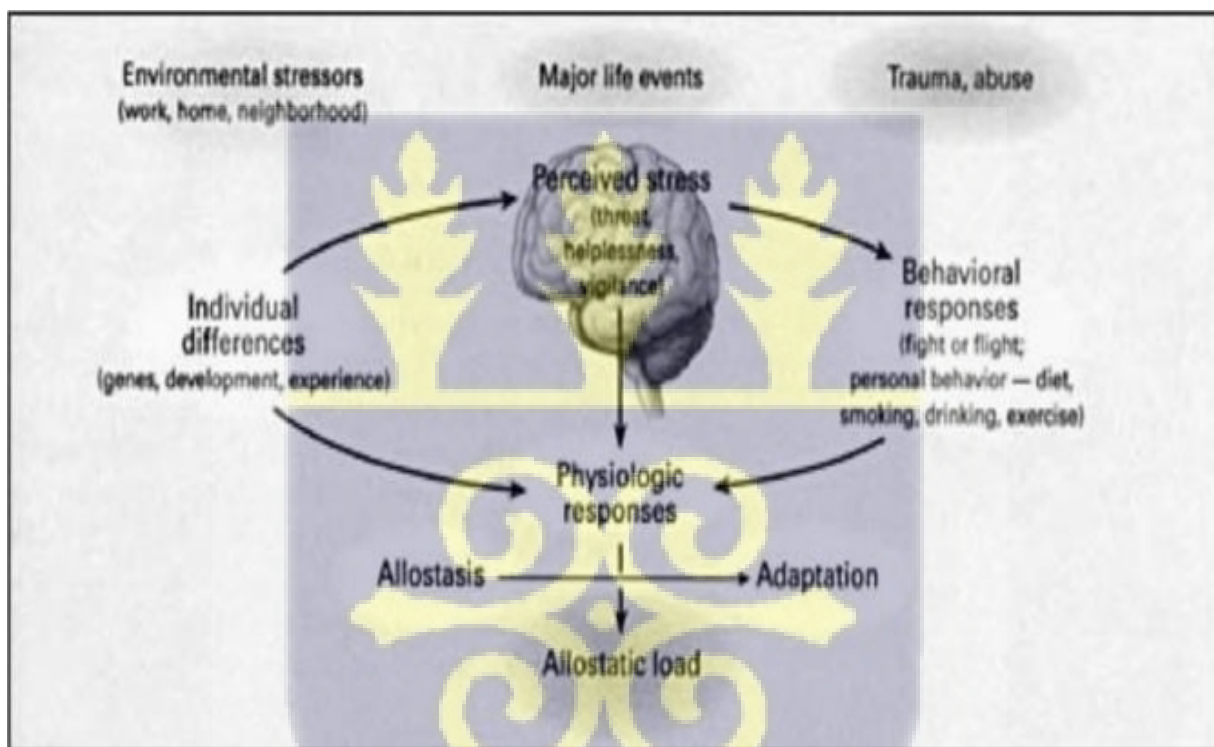 Environmental stressors
(work, home, neighborhood)
Major life events
Trauma, abuse
Perceived stress
(threat,
helplessness,
vigilance)
Individual
differences
(genes, development, experience)
Behavioral
responses
(fight or flight;
personal behavior — diet,
smoking, drinking, exercise)
Physiologic
responses
Allostasis
Adaptation
Allostatic load